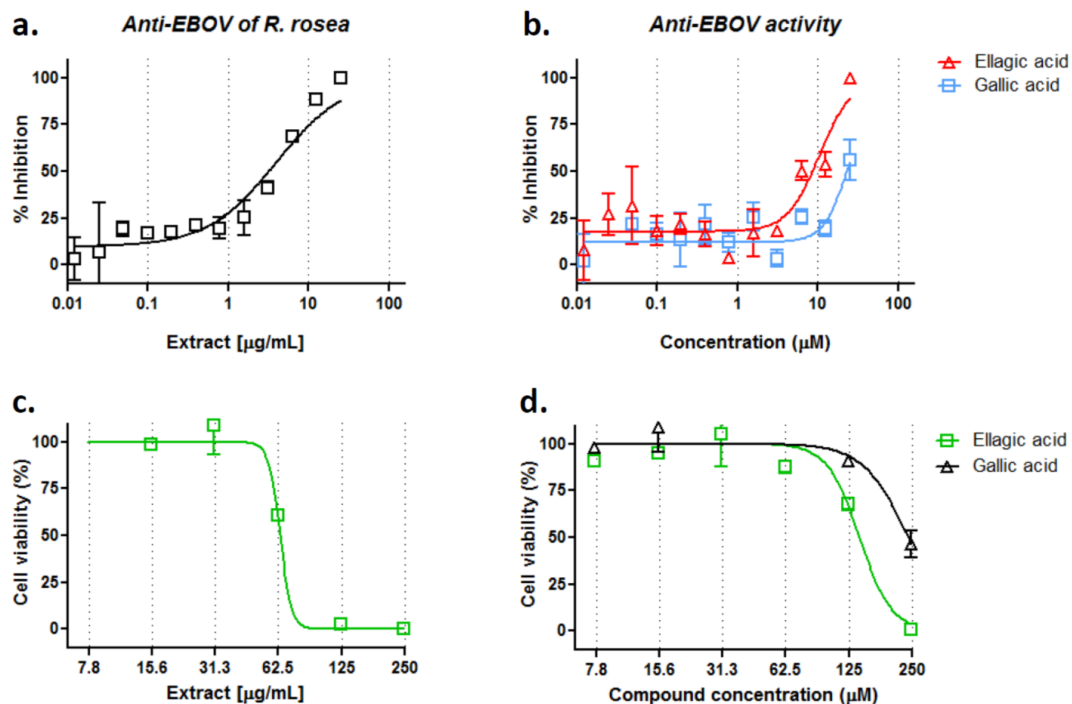 a.
Anti-EBOV of R. rosea
% Inhibition
100
75
50
25
0
0.01 0.1 1 10 100
Extract [μg/mL]
b.
Anti-EBOV activity
Ellagic acid
Gallic acid
% Inhibition
100
75
50
25
0
0.01 0.1 1 10 100
Concentration (μM)
c.
Cell viability (%)
100
75
50
25
0
7.8 15.6 31.3 62.5 125 250
Extract [μg/mL]
d.
Ellagic acid
Gallic acid
Cell viability (%)
100
75
50
25
0
7.8 15.6 31.3 62.5 125 250
Compound concentration (μM)